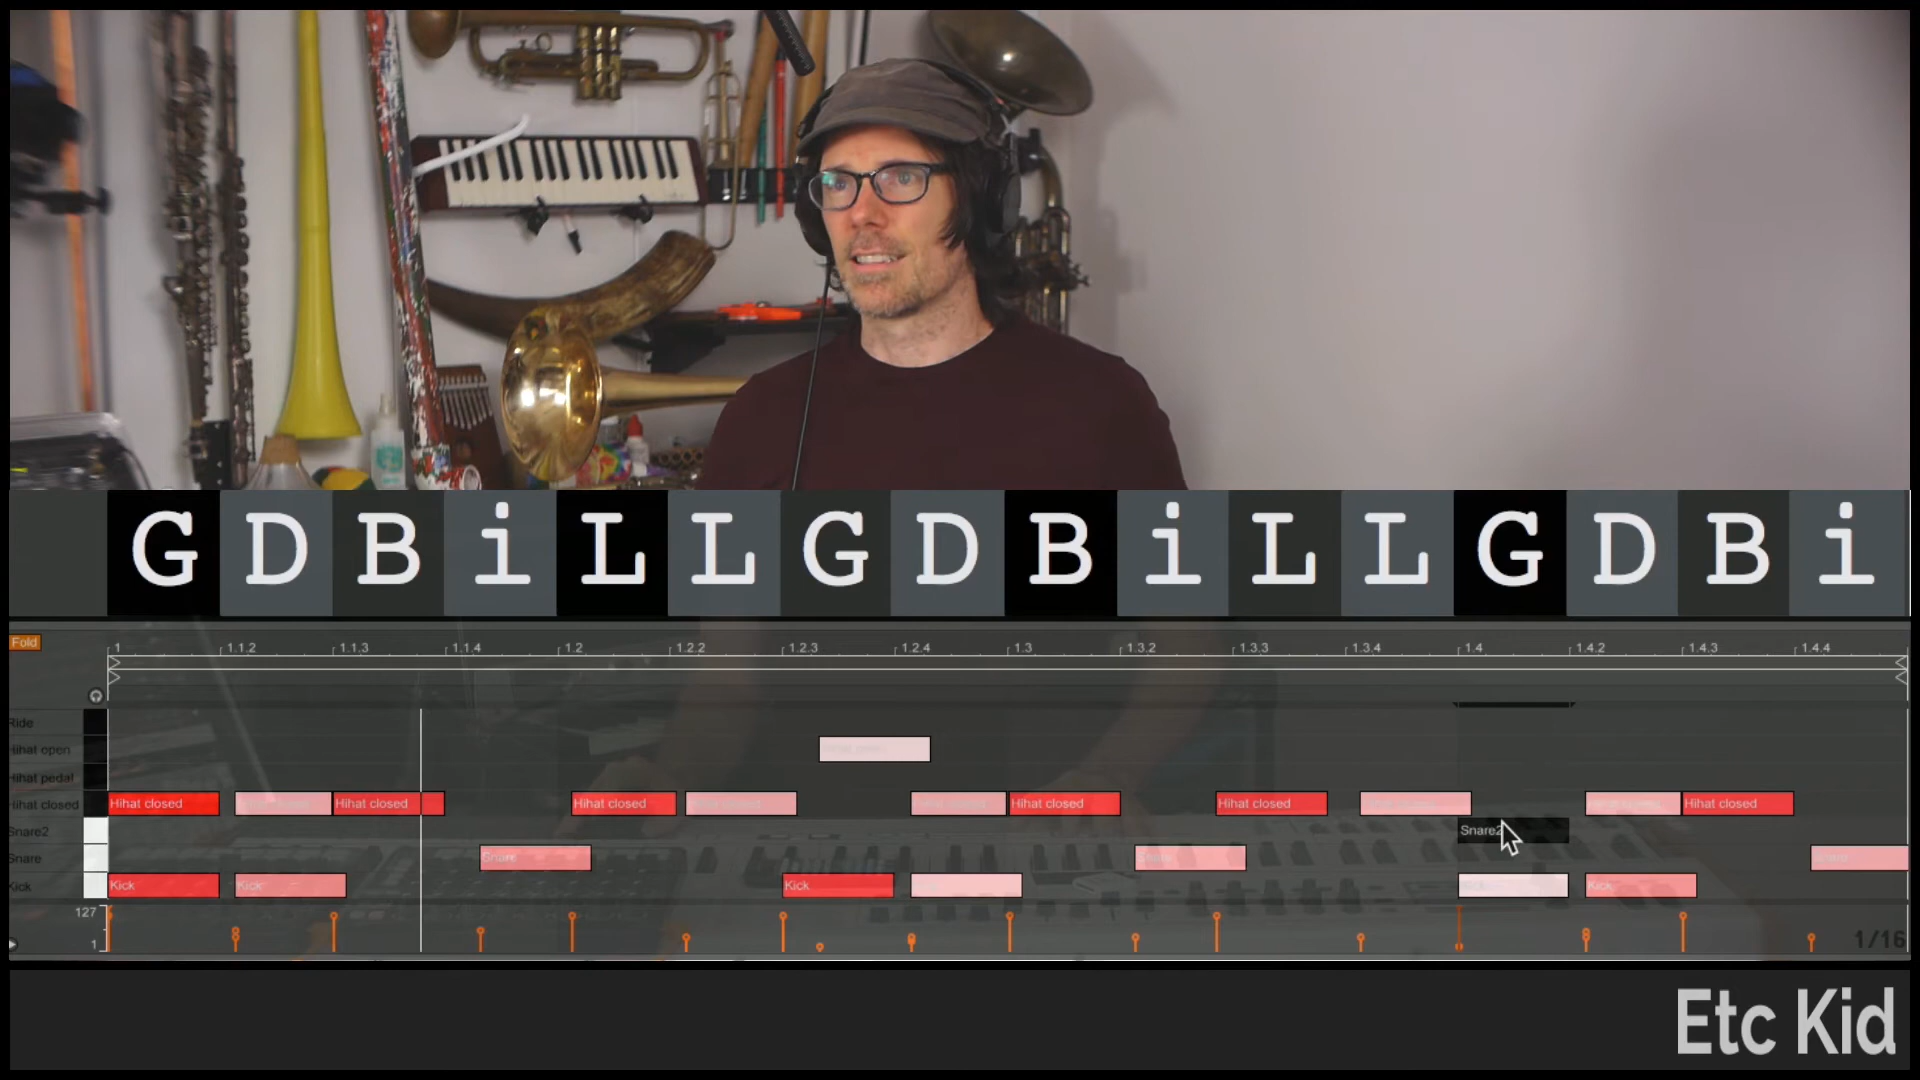 G D B i L L G D B i L L G D B i
Fold
1 1.1.2 1.1.3 1.1.4 1.2 1.2.2 1.2.3 1.2.4 1.3 1.3.2 1.3.3 1.3.4 1.4 1.4.2 1.4.3 1.4.4
Ride
Hihat open
Hihat pedal
Hihat closed Hihat closed Hihat closed Hihat closed Hihat closed Hihat closed Hihat closed
Snare2 Snare2
Snare Snare
Kick Kick Kick Kick Kick
127
1 1/16
Etc Kid